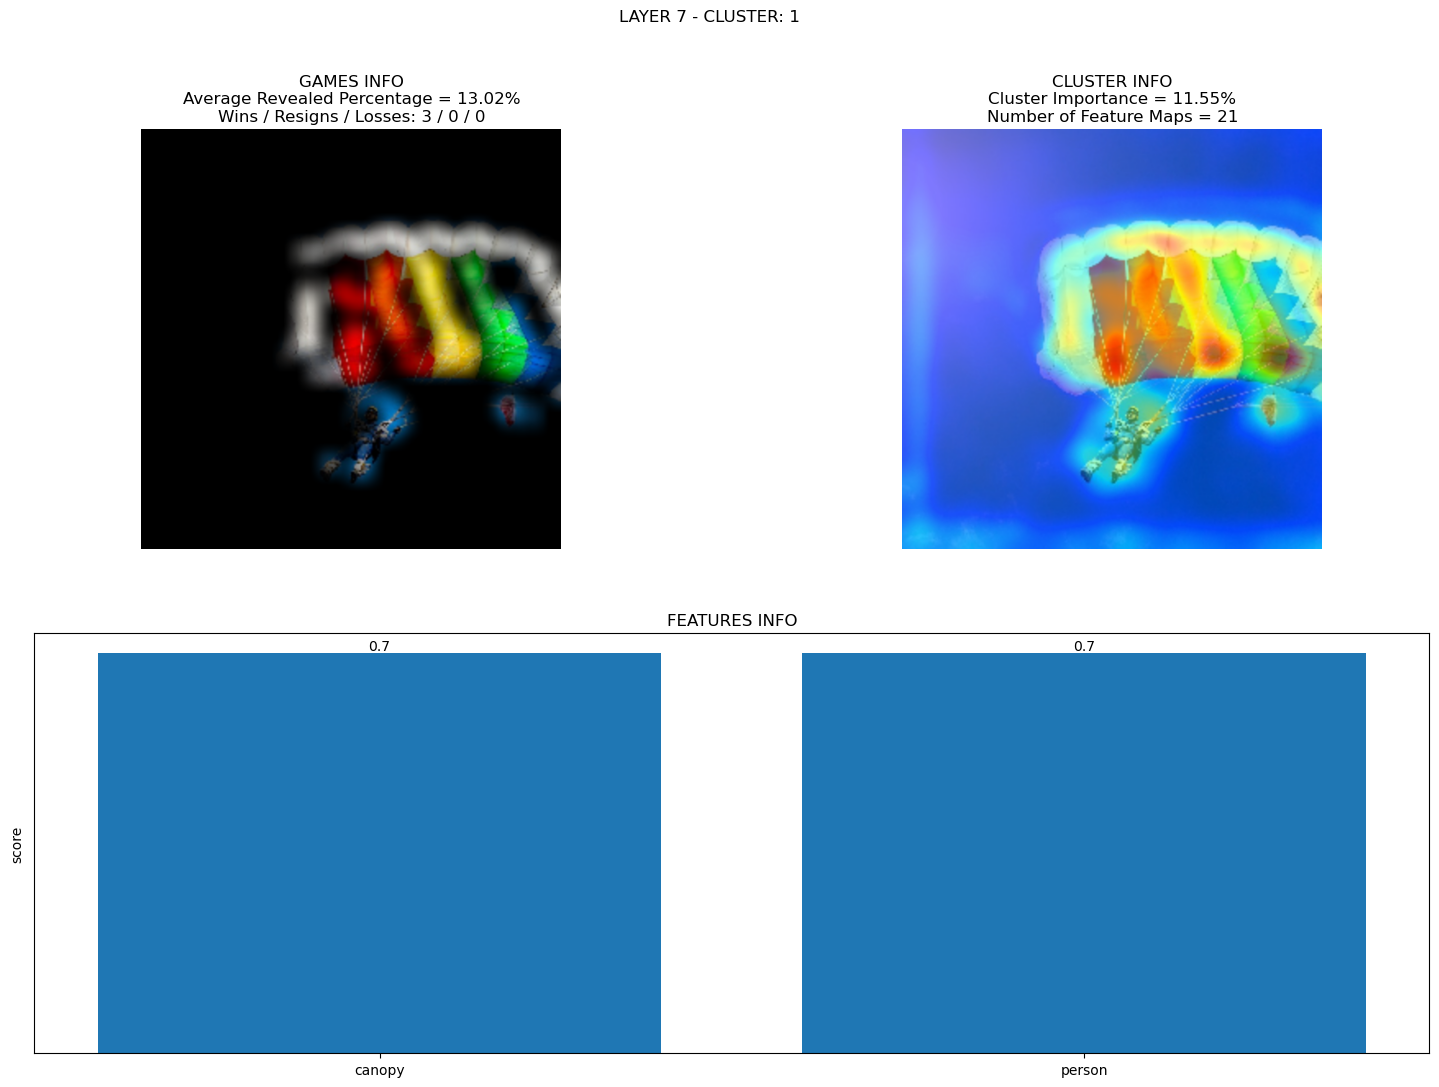 LAYER 7 - CLUSTER: 1
GAMES INFO
Average Revealed Percentage = 13.02%
Wins / Resigns / Losses: 3 / 0 / 0
CLUSTER INFO
Cluster Importance = 11.55%
Number of Feature Maps = 21
FEATURES INFO
0.7
0.7
score
canopy
person